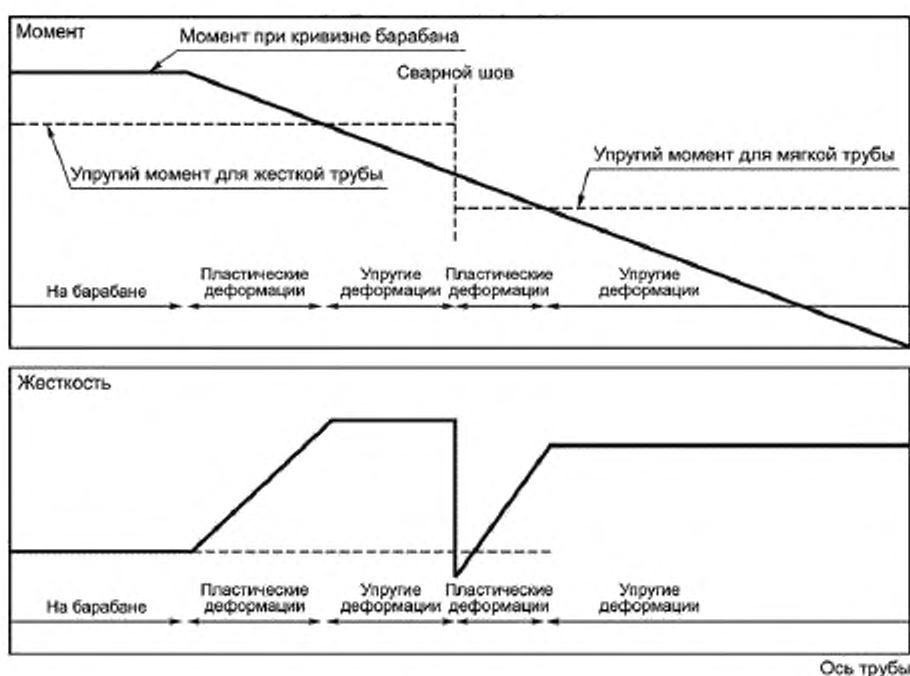 Момент
Момент при кривизне барабана
Сварной шов
Упругий момент для жесткой трубы
Упругий момент для мягкой трубы
На барабане
Пластические
деформации
Упругие
деформации
Пластические
деформации
Упругие
деформации
Жесткость
На барабане
Пластические
деформации
Упругие
деформации
Пластические
деформации
Упругие
деформации
Ось трубы